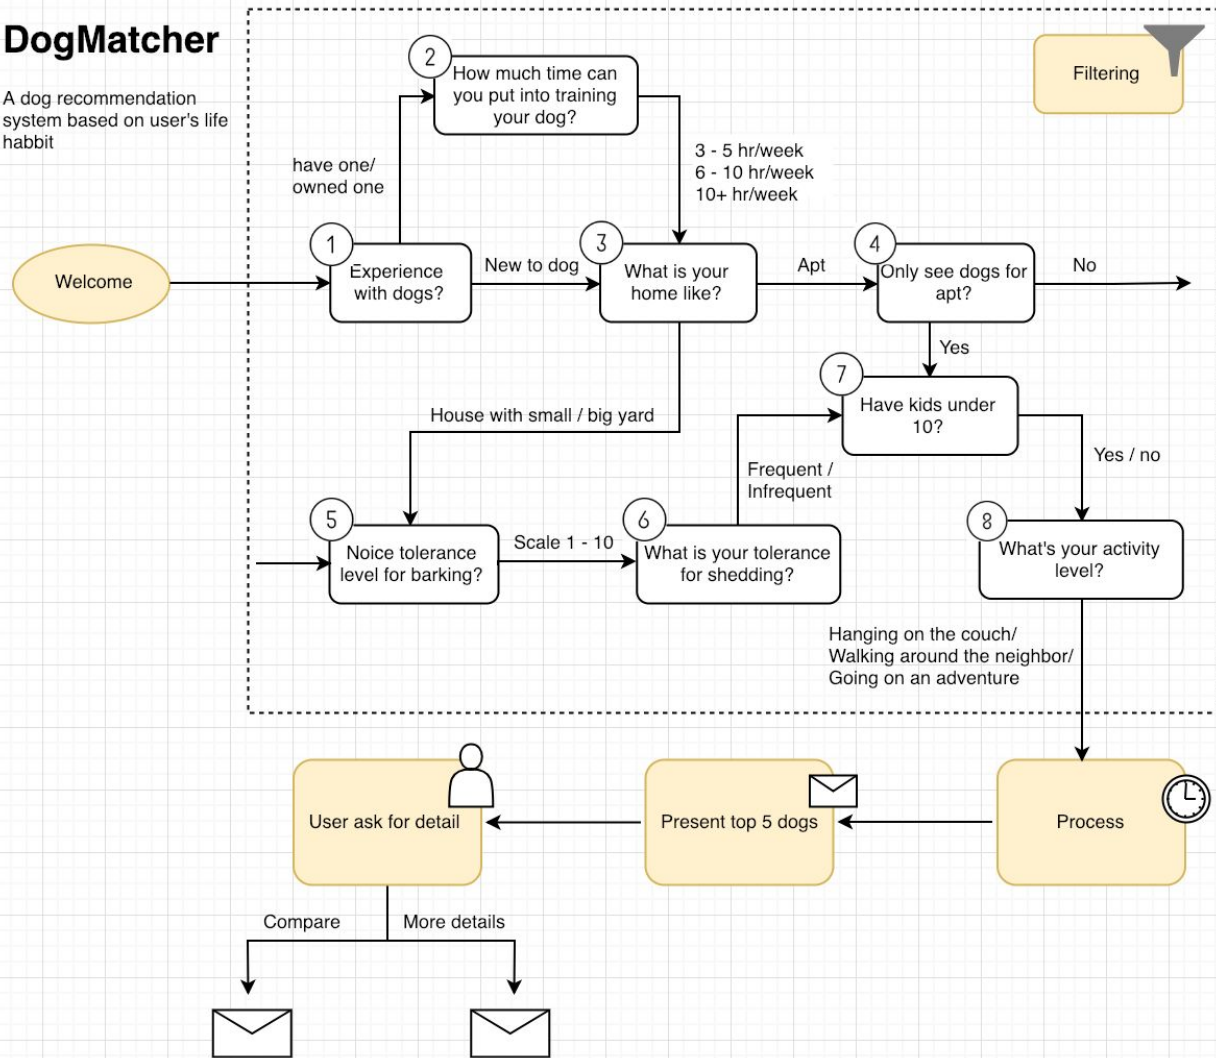 DogMatcher
A dog recommendation
system based on user's life
habbit
Filtering
2
How much time can
you put into training
your dog?
have one/
owned one
3 - 5 hr/week
6 - 10 hr/week
10+ hr/week
Welcome
1
Experience
with dogs?
New to dog
3
What is your
home like?
Apt
4
Only see dogs for
apt?
No
Yes
House with small / big yard
7
Have kids under
10?
Yes / no
Frequent /
Infrequent
5
Noice tolerance
level for barking?
Scale 1 - 10
6
What is your tolerance
for shedding?
8
What's your activity
level?
Hanging on the couch/
Walking around the neighbor/
Going on an adventure
User ask for detail
Present top 5 dogs
Process
Compare
More details